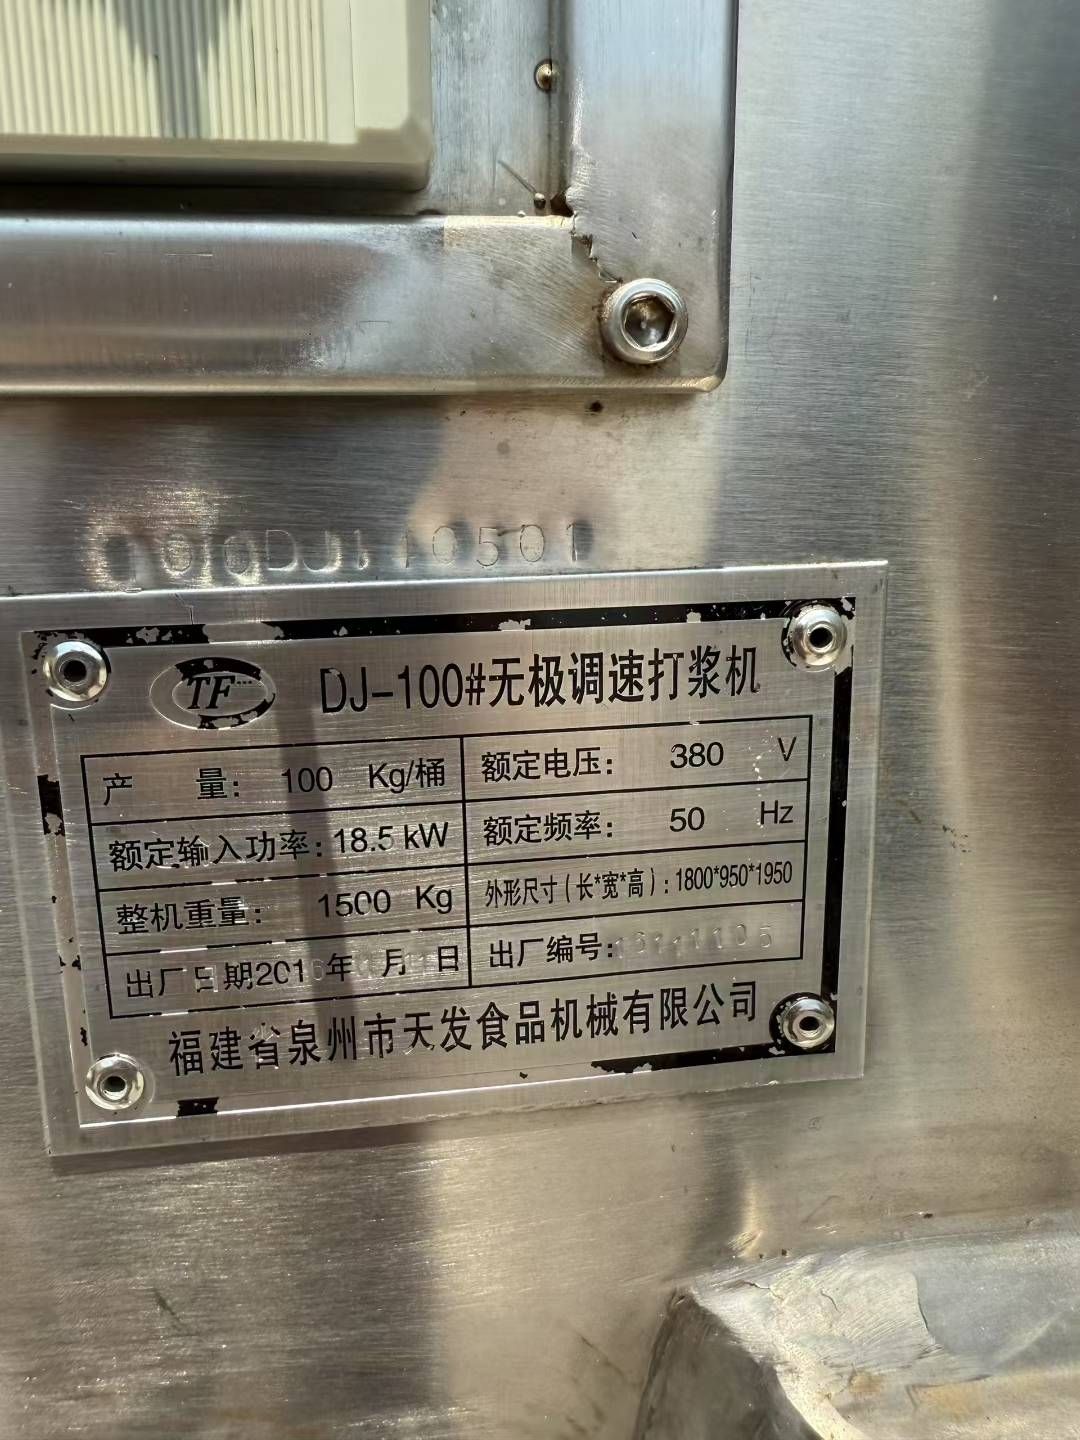 DJ110501
TF
DJ-100#无极调速打浆机
产 量: 100 Kg/桶
额定电压: 380 V
额定输入功率: 18.5 kW
额定频率: 50 Hz
整机重量: 1500 Kg
外形尺寸(长*宽*高): 1800*950*1950
出厂日期201 年 月 日
出厂编号:
福建省泉州市天发食品机械有限公司